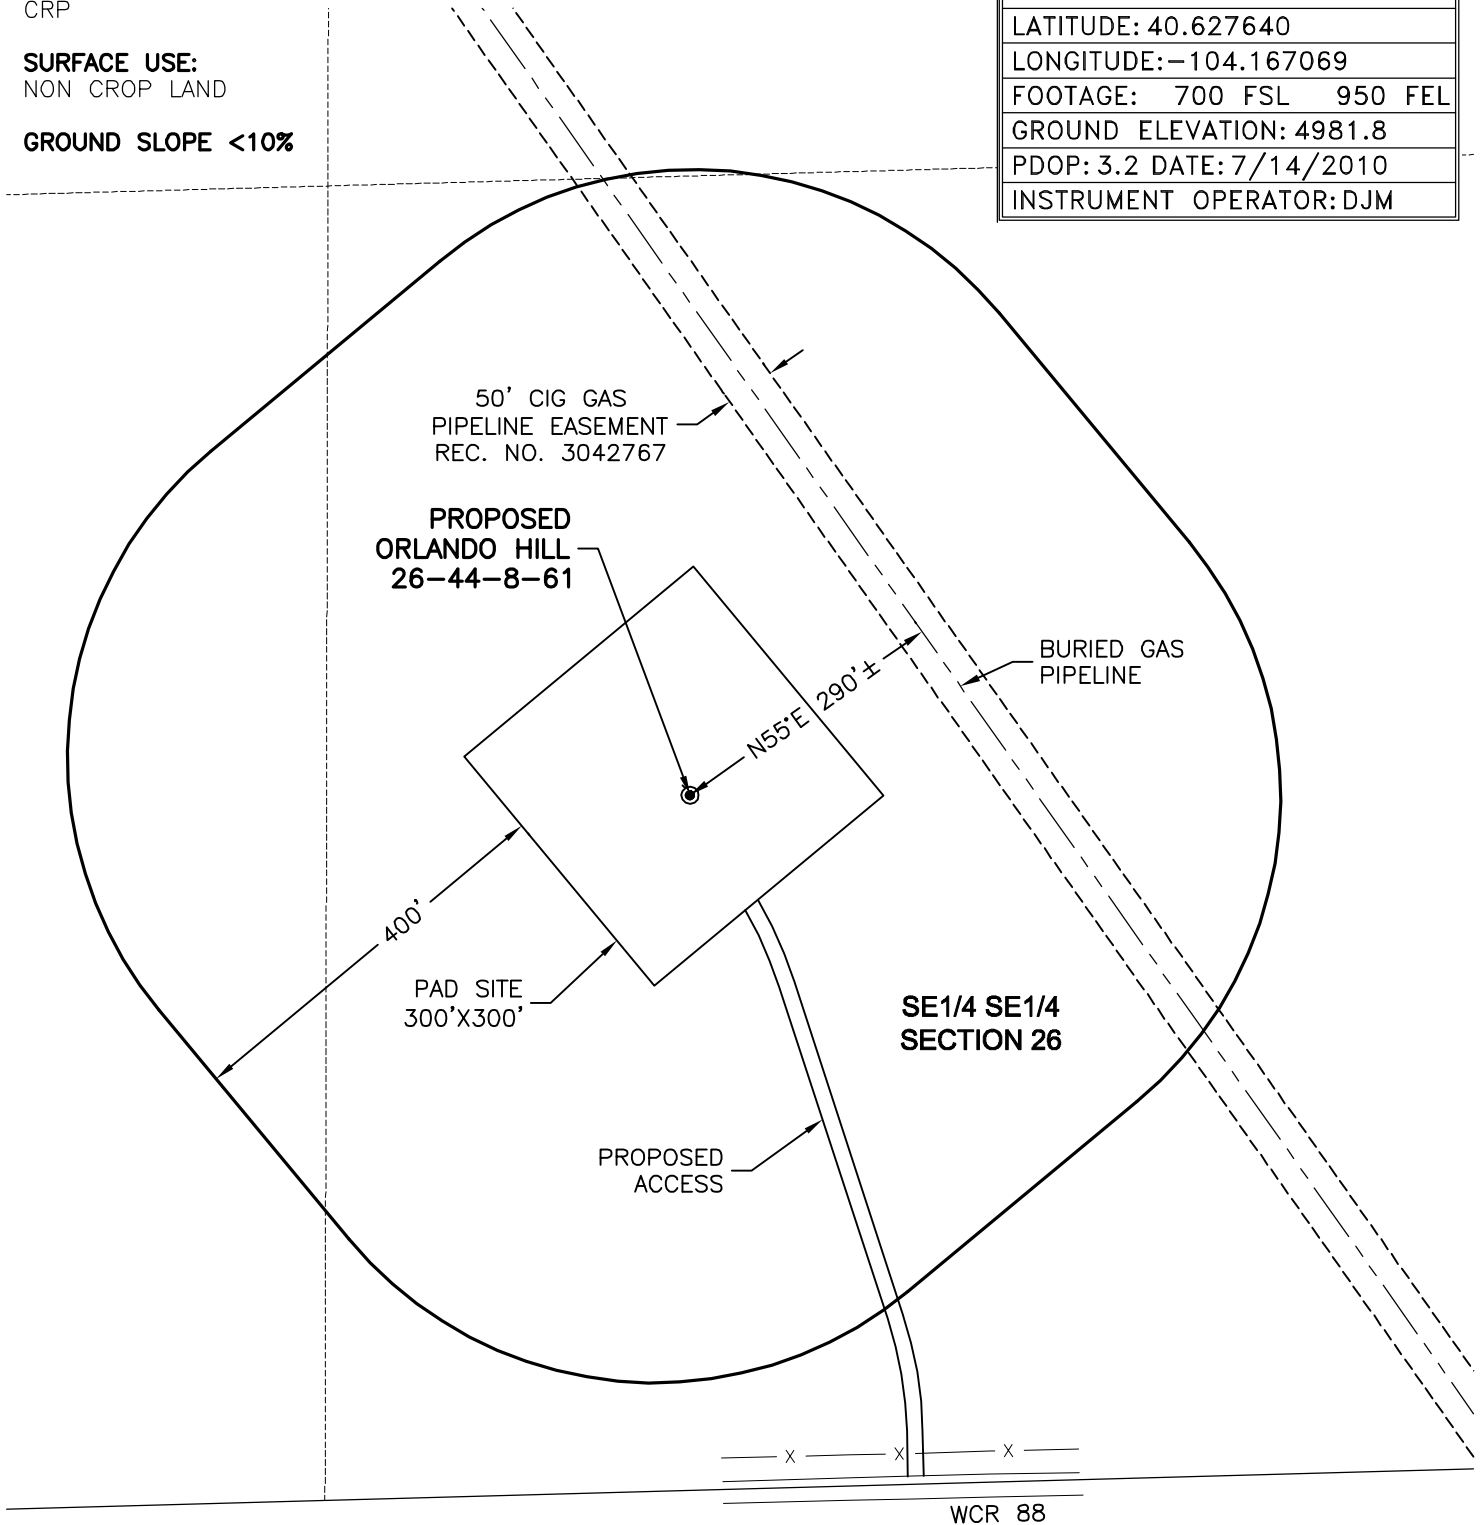 CRP
SURFACE USE:
NON CROP LAND
GROUND SLOPE <10%
LATITUDE: 40.627640
LONGITUDE: -104.167069
FOOTAGE: 700 FSL 950 FEL
GROUND ELEVATION: 4981.8
PDOP: 3.2 DATE: 7/14/2010
INSTRUMENT OPERATOR: DJM
50' CIG GAS
PIPELINE EASEMENT
REC. NO. 3042767
PROPOSED
ORLANDO HILL
26-44-8-61
BURIED GAS
PIPELINE
N55°E 290'±
400'
PAD SITE
300'X300'
SE1/4 SE1/4
SECTION 26
PROPOSED
ACCESS
X X X
WCR 88